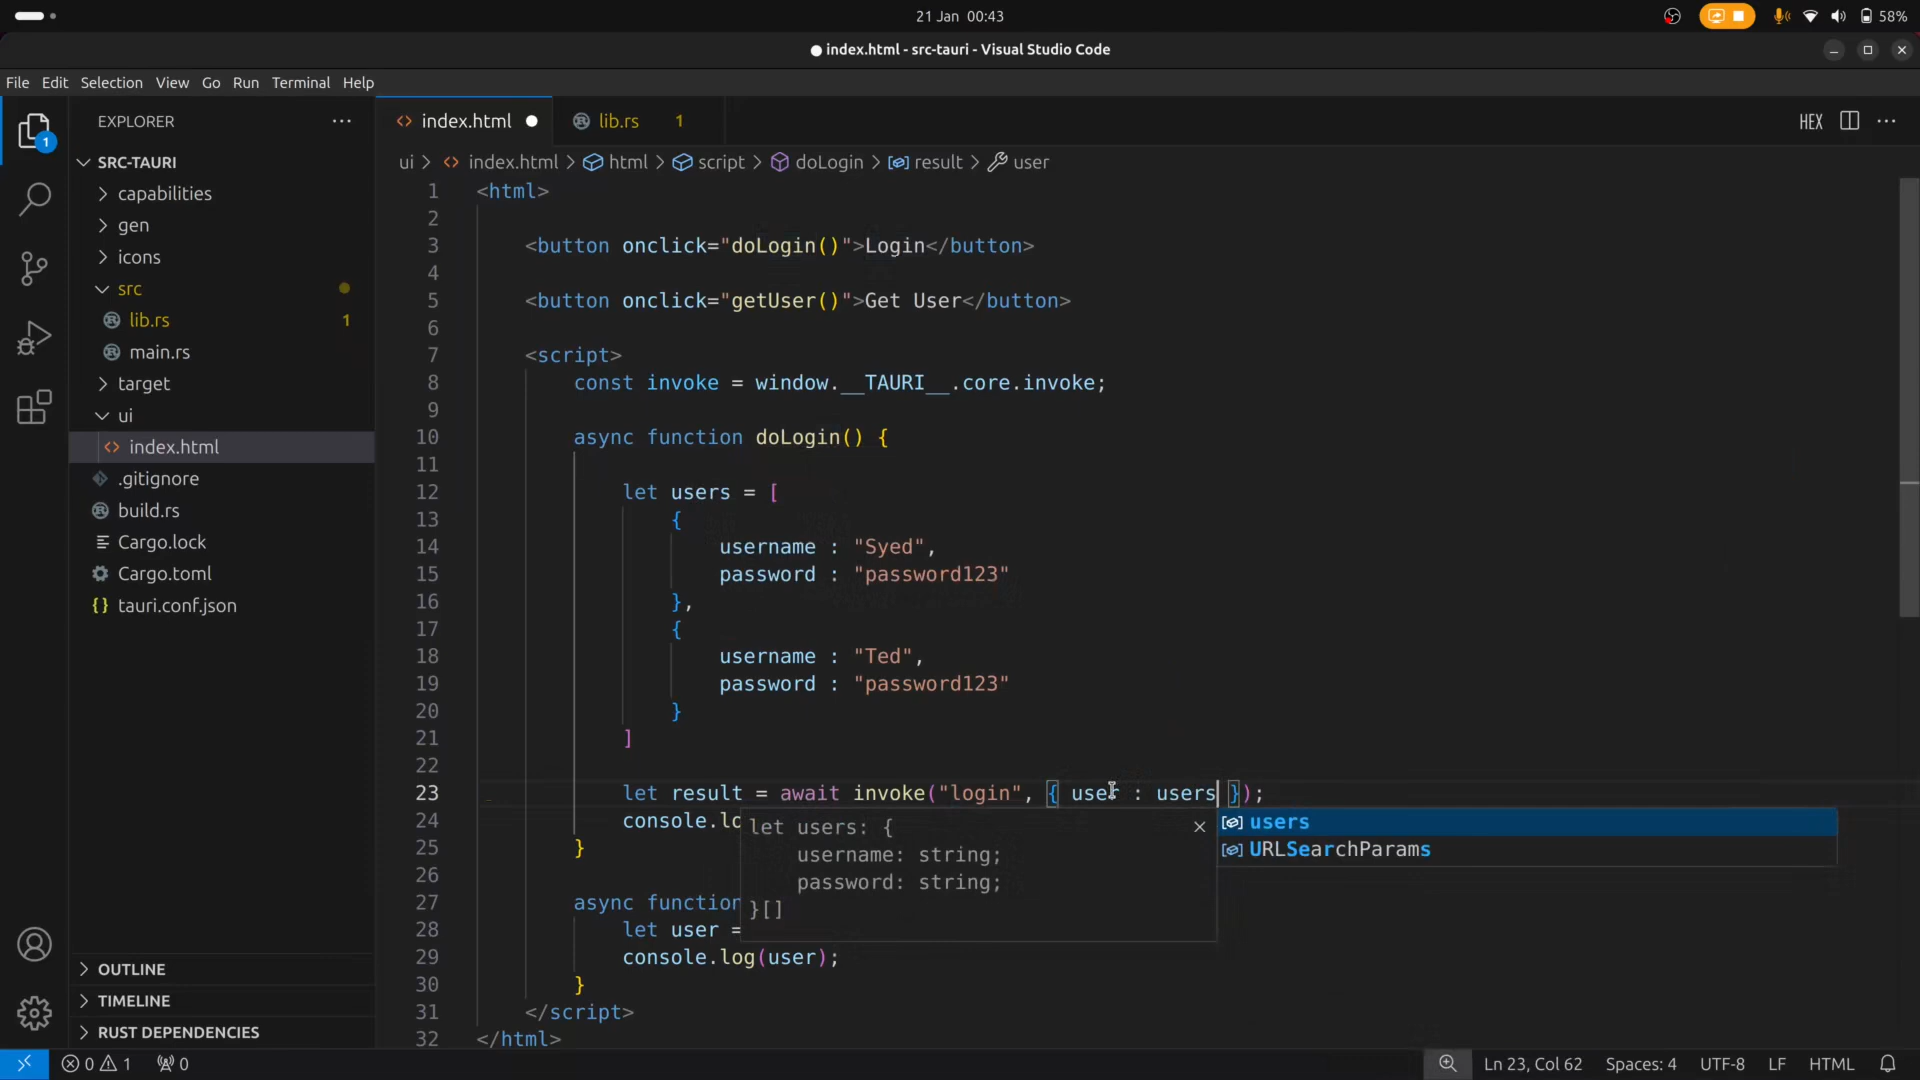 21 Jan 00:43
58%
index.html - src-tauri - Visual Studio Code
File Edit Selection View Go Run Terminal Help
EXPLORER
index.html
lib.rs 1
HEX
1
SRC-TAURI
ui > index.html > html > script > doLogin > result > user
capabilities
gen
icons
src
lib.rs 1
main.rs
target
ui
index.html
.gitignore
build.rs
Cargo.lock
Cargo.toml
tauri.conf.json
OUTLINE
TIMELINE
RUST DEPENDENCIES
1 <html>
2
3 <button onclick="doLogin()">Login</button>
4
5 <button onclick="getUser()">Get User</button>
6
7 <script>
8 const invoke = window.__TAURI__.core.invoke;
9
10 async function doLogin() {
11
12 let users = [
13 {
14 username : "Syed",
15 password : "password123"
16 },
17 {
18 username : "Ted",
19 password : "password123"
20 }
21 ]
22
23 let result = await invoke("login", { user : users });
24 console.lo
25 }
26
27 async function
28 let user =
29 console.log(user);
30 }
31 </script>
32 </html>
let users: {
username: string;
password: string;
}[]
users
URLSearchParams
0 1 0
Ln 23, Col 62 Spaces: 4 UTF-8 LF HTML